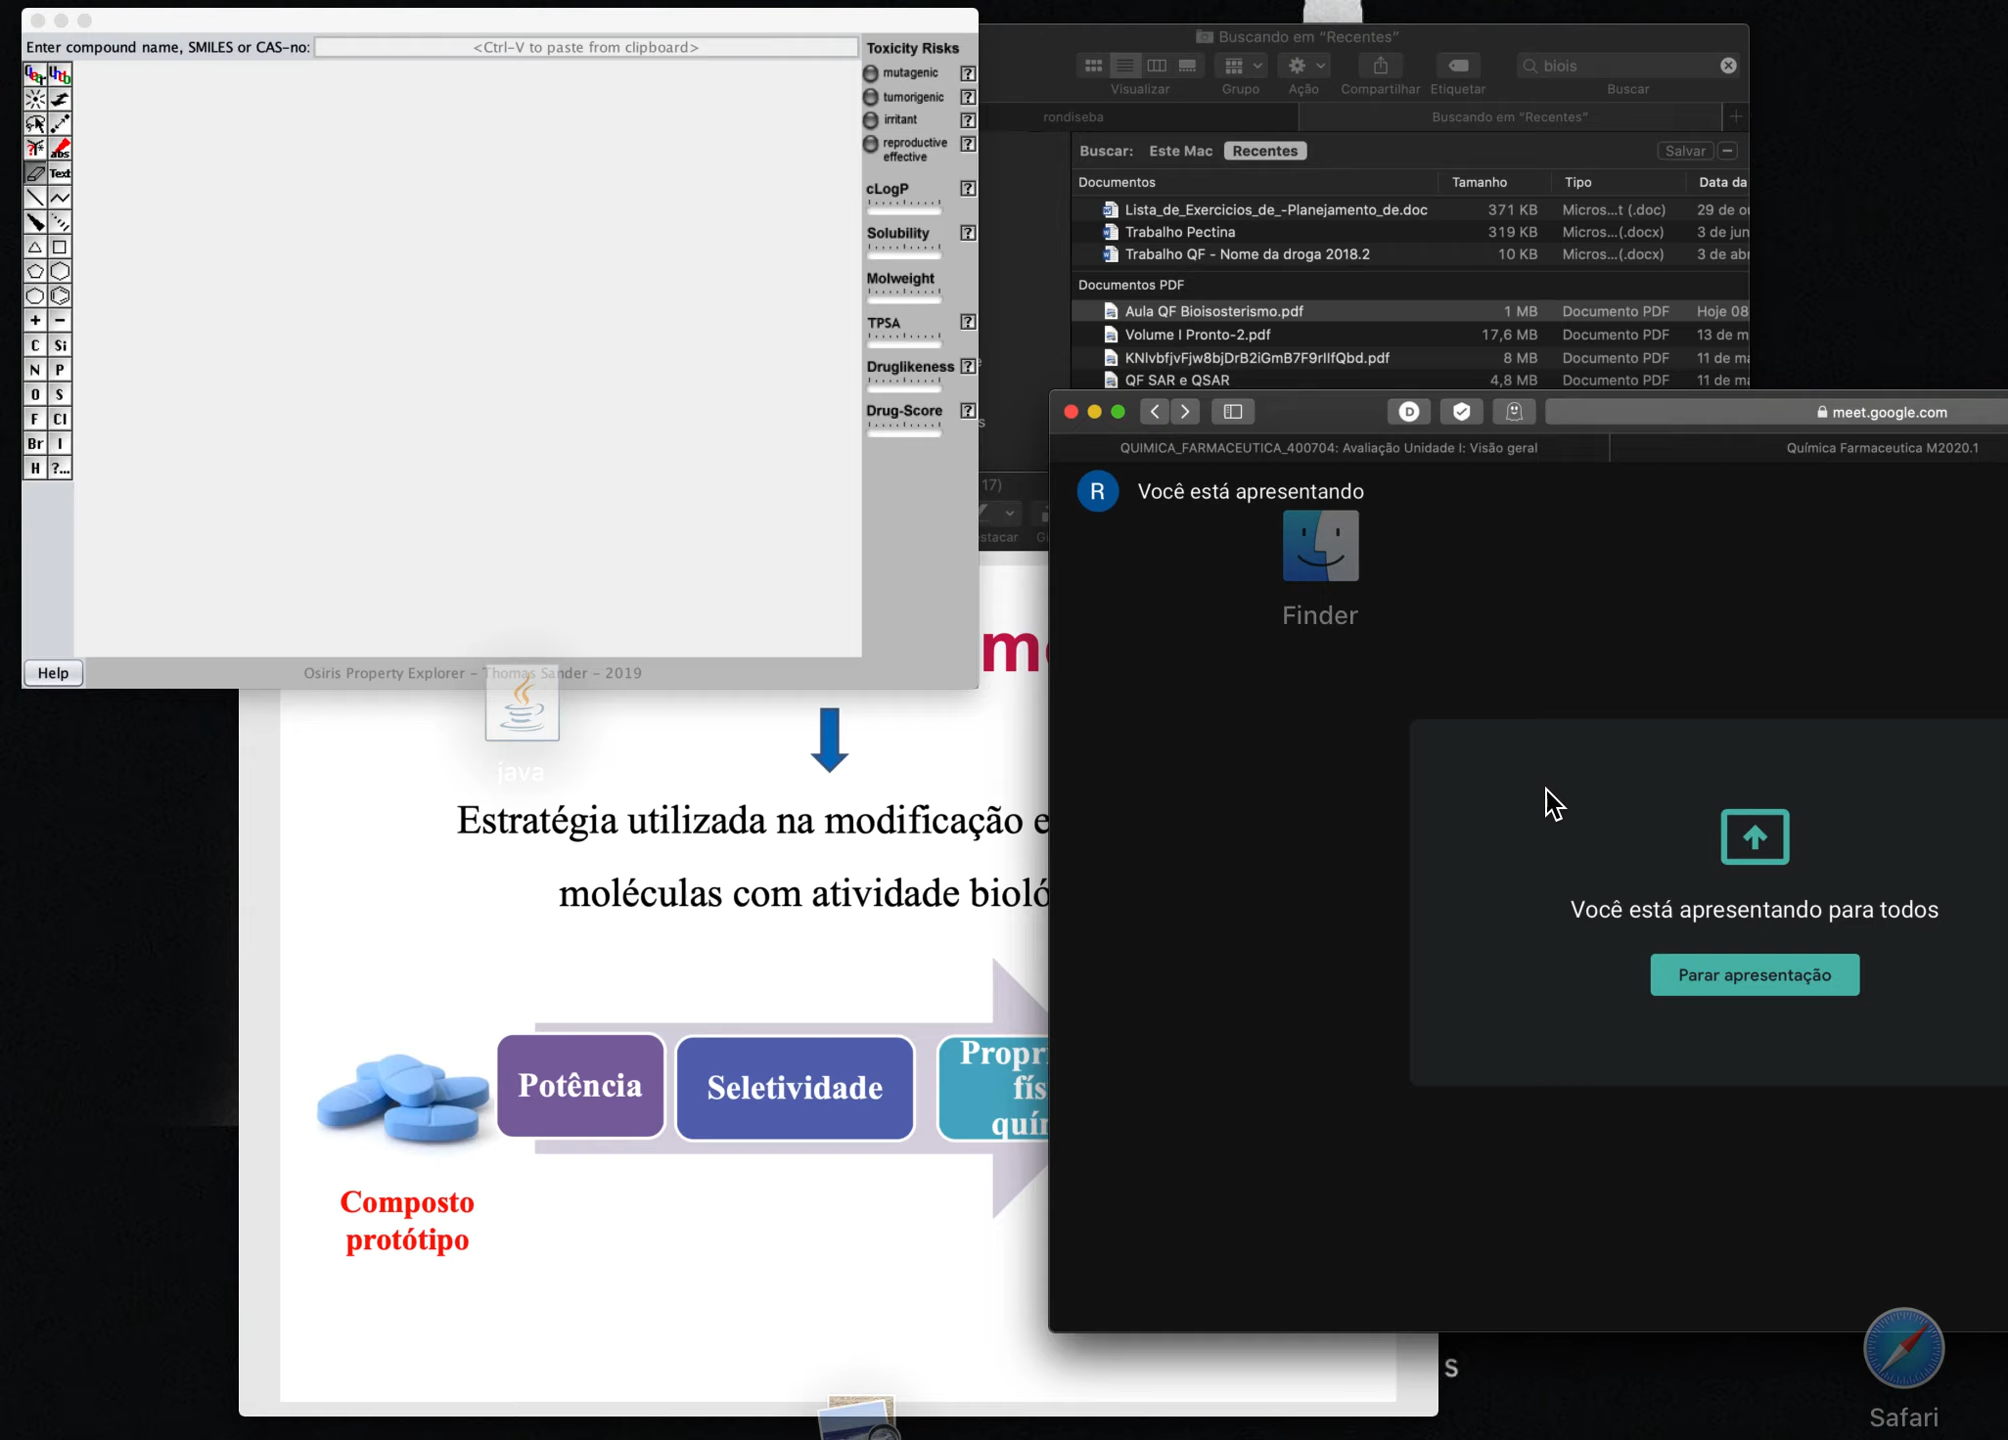 Enter compound name, SMILES or CAS-no:
<Ctrl-V to paste from clipboard>
Toxicity Risks
mutagenic ?
tumorigenic ?
irritant ?
reproductive ?
effective
cLogP ?
Solubility ?
Molweight
TPSA ?
Druglikeness ?
Drug-Score ?
abs
Text
+ −
C Si
N P
O S
F Cl
Br I
H ?...
Help
Osiris Property Explorer – Thomas Sander – 2019
java
Buscando em “Recentes”
biois
Visualizar Grupo Ação Compartilhar Etiquetar Buscar
rondiseba Buscando em “Recentes” +
Buscar: Este Mac Recentes Salvar −
Documentos Tamanho Tipo Data da
Lista_de_Exercicios_de_-Planejamento_de.doc 371 KB Micros...t (.doc)
Trabalho Pectina 319 KB Micros...(.docx) 3 de jun
Trabalho QF - Nome da droga 2018.2 10 KB Micros...(.docx) 3 de abr
Documentos PDF
Aula QF Bioisosterismo.pdf 1 MB Documento PDF Hoje 08
Volume I Pronto-2.pdf 17,6 MB Documento PDF 13 de m
8 MB Documento PDF 11 de ma
QF SAR e QSAR 4,8 MB Documento PDF 11 de ma
17)
stacar
D
meet.google.com
QUIMICA_FARMACEUTICA_400704: Avaliação Unidade I: Visão geral
Química Farmaceutica M2020.1
R Você está apresentando
Finder
Você está apresentando para todos
Parar apresentação
Estratégia utilizada na modificação e
moléculas com atividade bioló
Potência
Seletividade
Propri
fís
quí
Composto
protótipo
s
Safari